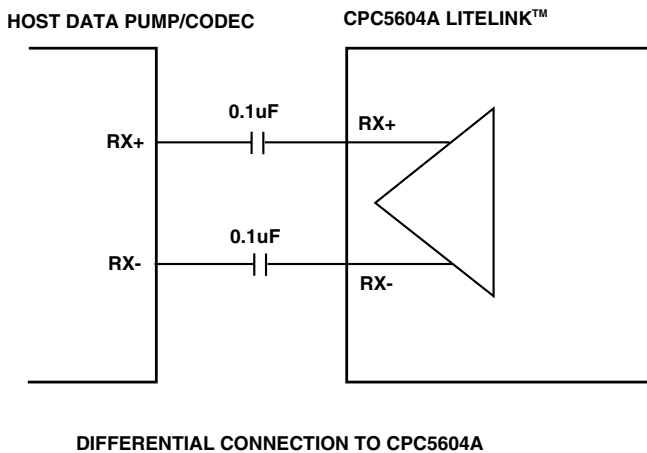 HOST DATA PUMP/CODEC
CPC5604A LITELINK™
0.1uF
RX+
RX+
0.1uF
RX-
RX-
DIFFERENTIAL CONNECTION TO CPC5604A